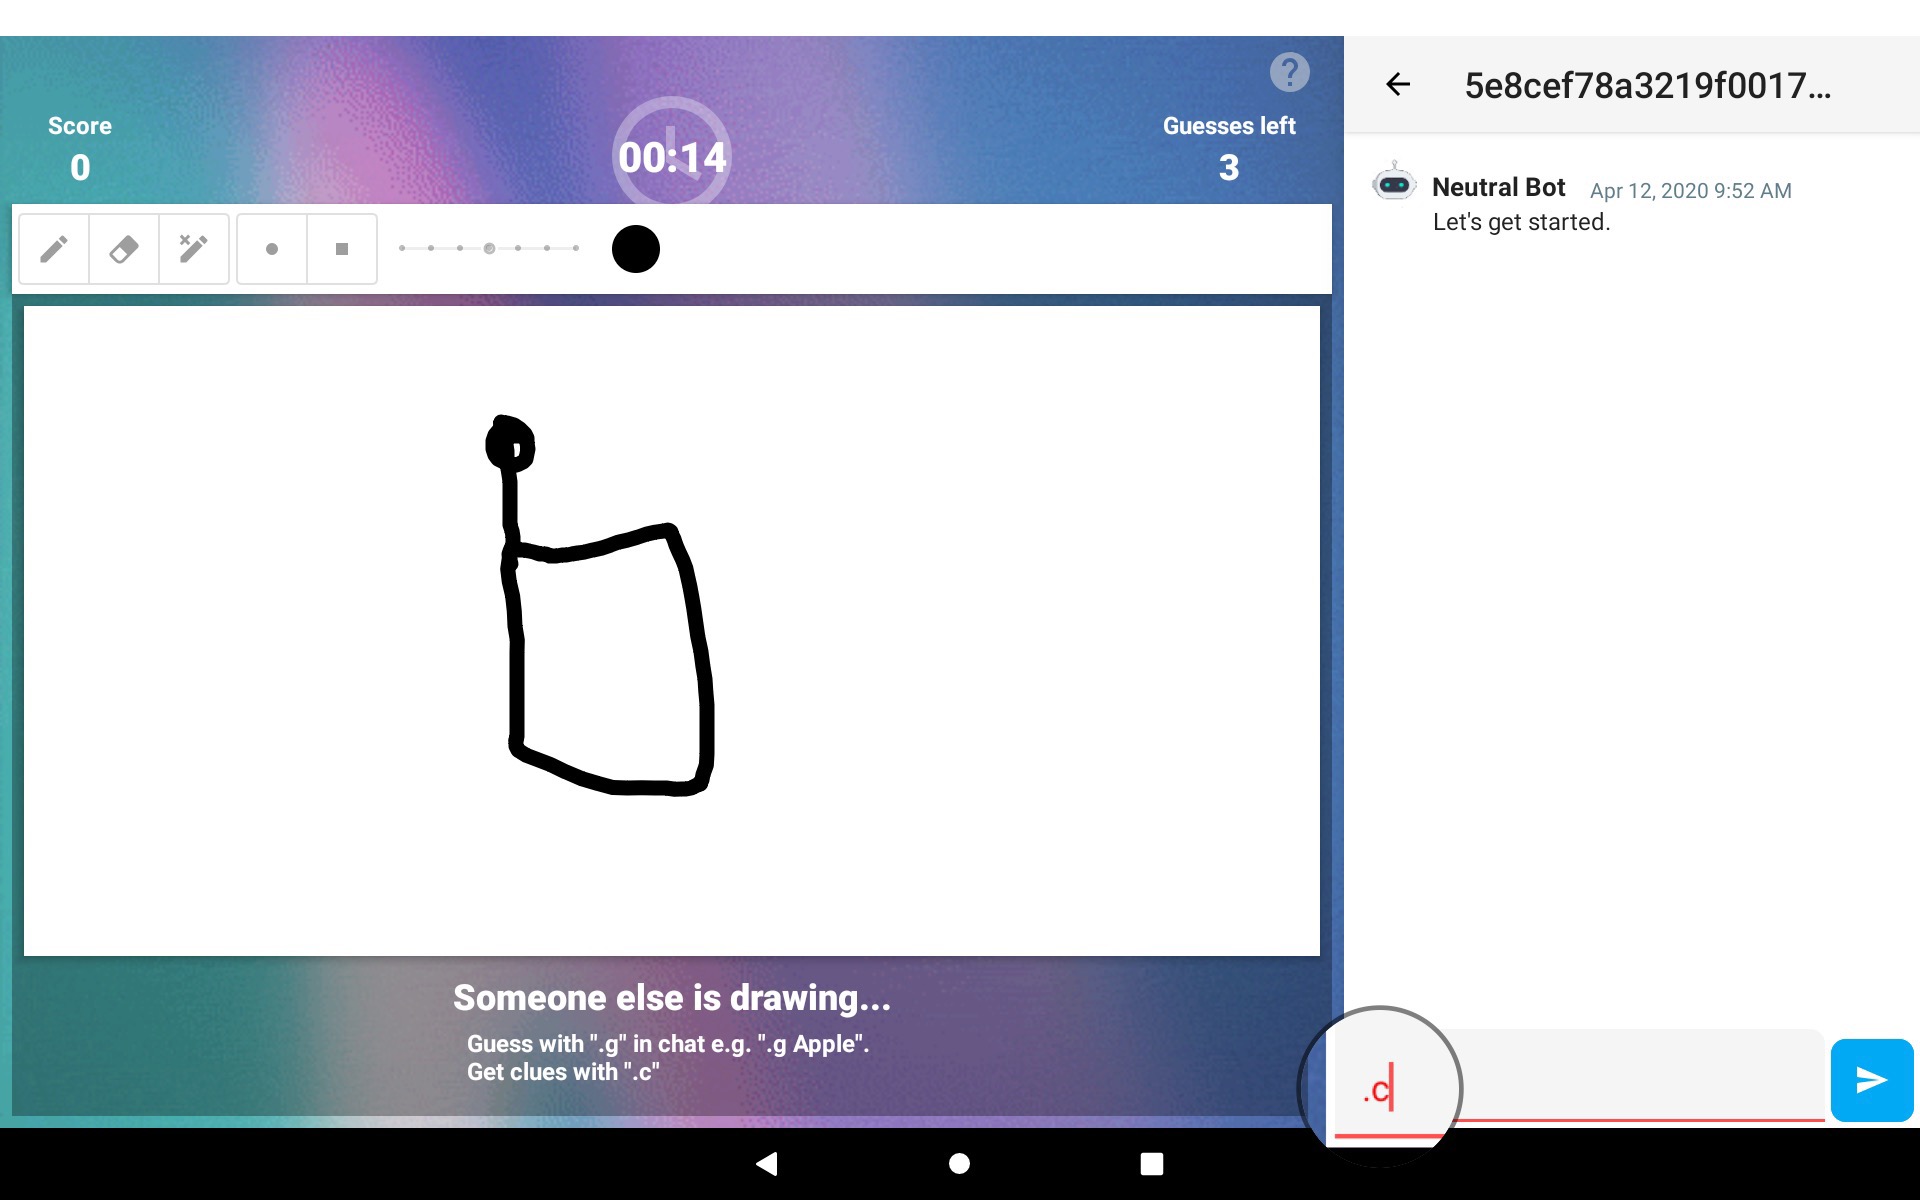 Score
0
00:14
Guesses left
3
?
5e8cef78a3219f0017...
Neutral Bot Apr 12, 2020 9:52 AM
Let's get started.
Someone else is drawing...
Guess with ".g" in chat e.g. ".g Apple".
Get clues with ".c"
.c